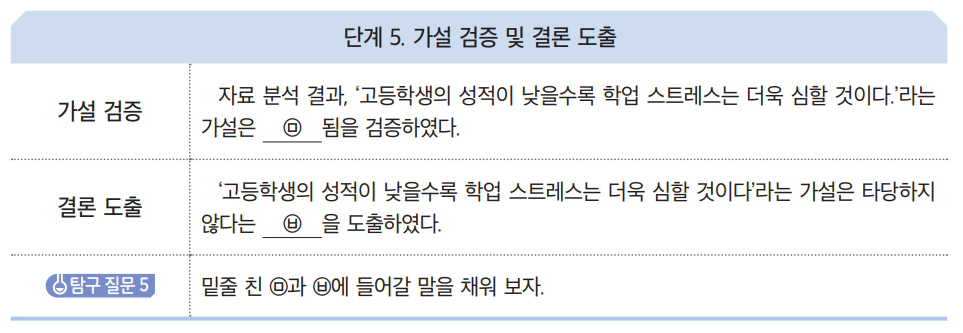 단계 5. 가설 검증 및 결론 도출
가설 검증
자료 분석 결과, ‘고등학생의 성적이 낮을수록 학업 스트레스는 더욱 심할 것이다.’라는
가설은 ㉤ 됨을 검증하였다.
결론 도출
‘고등학생의 성적이 낮을수록 학업 스트레스는 더욱 심할 것이다’라는 가설은 타당하지
않다는 ㉥ 을 도출하였다.
탐구 질문 5
밑줄 친 ㉤과 ㉥에 들어갈 말을 채워 보자.